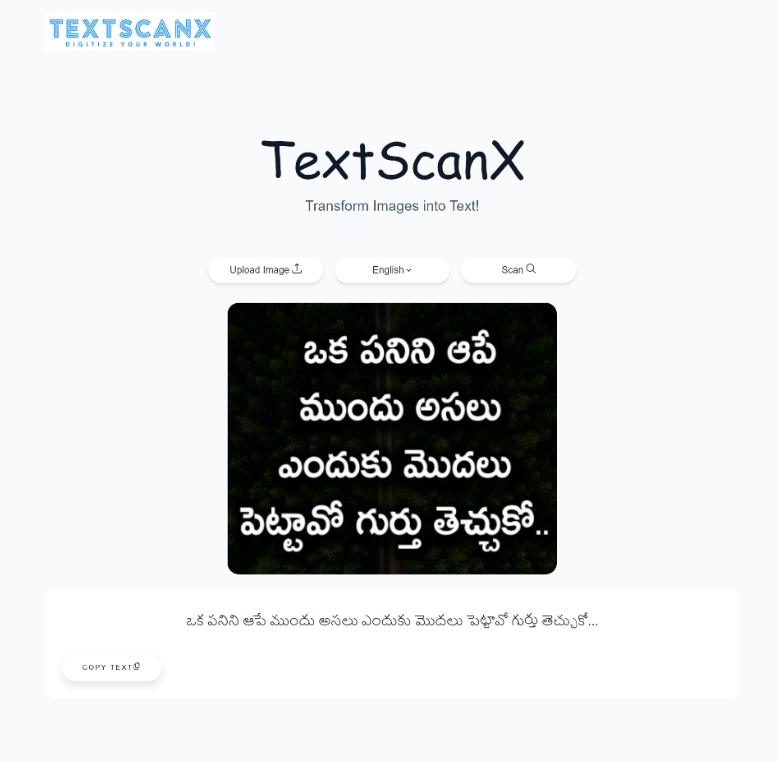 TEXTSCANX
DIGITIZE YOUR WORLD!
TextScanX
Transform Images into Text!
Upload Image
English
Scan
ఒక పనిని ఆపే
ముందు అసలు
ఎందుకు మొదలు
పెట్టావో గుర్తు తెచ్చుకో..
ఒక పనిని ఆపే ముందు అసలు ఎందుకు మొదలు పెట్టావో గుర్తు తెచ్చుకో...
COPY TEXT